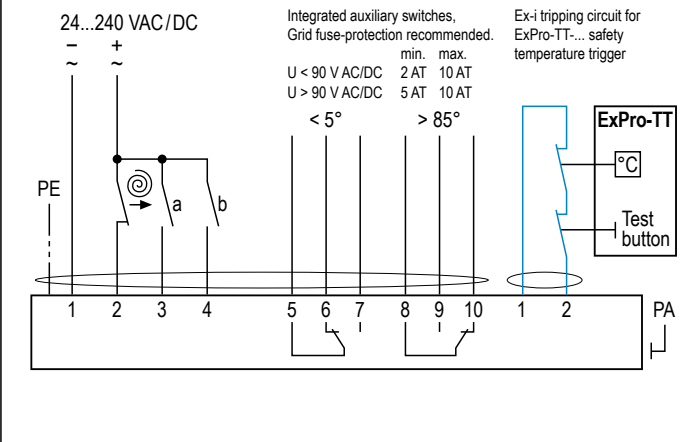 24...240 VAC/DC
– +
~ ~
Integrated auxiliary switches,
Grid fuse-protection recommended.
min. max.
U < 90 V AC/DC 2 AT 10 AT
U > 90 V AC/DC 5 AT 10 AT
< 5° > 85°
Ex-i tripping circuit for
ExPro-TT-... safety
temperature trigger
ExPro-TT
°C
Test
button
PE
a
b
1 2 3 4 5 6 7 8 9 10 1 2
PA